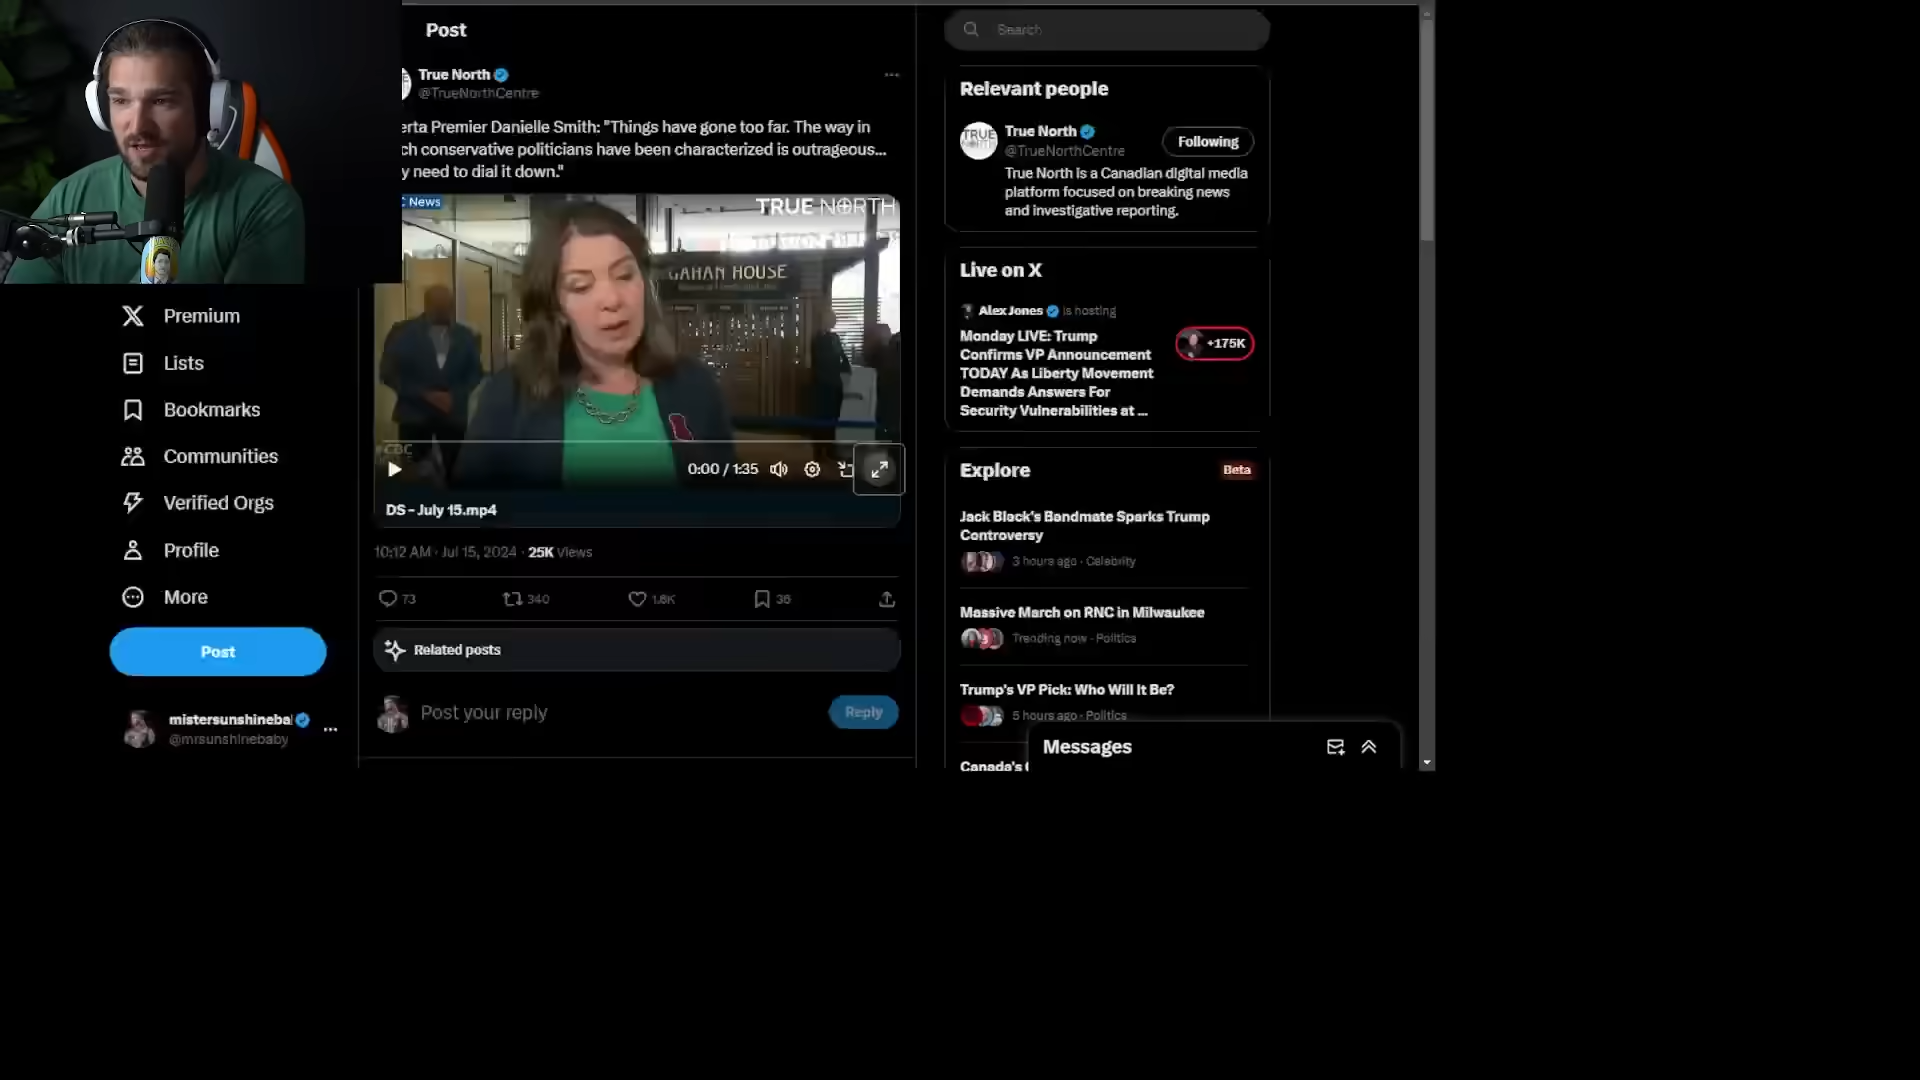 Post
True North
@TrueNorthCentre
erta Premier Danielle Smith: "Things have gone too far. The way in
ch conservative politicians have been characterized is outrageous...
y need to dial it down."
C News
TRUE NORTH
GAHAN HOUSE
CBC
0:00 / 1:35
DS - July 15.mp4
10:12 AM · Jul 15, 2024 · 25K Views
73
340
1.8K
36
Related posts
Post your reply
Reply
Premium
Lists
Bookmarks
Communities
Verified Orgs
Profile
More
Post
mistersunshineba
@mrsunshinebaby
...
Search
Relevant people
TRUE NORTH
True North
@TrueNorthCentre
Following
True North is a Canadian digital media
platform focused on breaking news
and investigative reporting.
Live on X
Alex Jones is hosting
Monday LIVE: Trump
Confirms VP Announcement
TODAY As Liberty Movement
Demands Answers For
Security Vulnerabilities at ...
+175K
Explore
Beta
Jack Black's Bandmate Sparks Trump
Controversy
3 hours ago · Celebrity
Massive March on RNC in Milwaukee
Trending now · Politics
Trump's VP Pick: Who Will It Be?
5 hours ago · Politics
Canada's
Messages